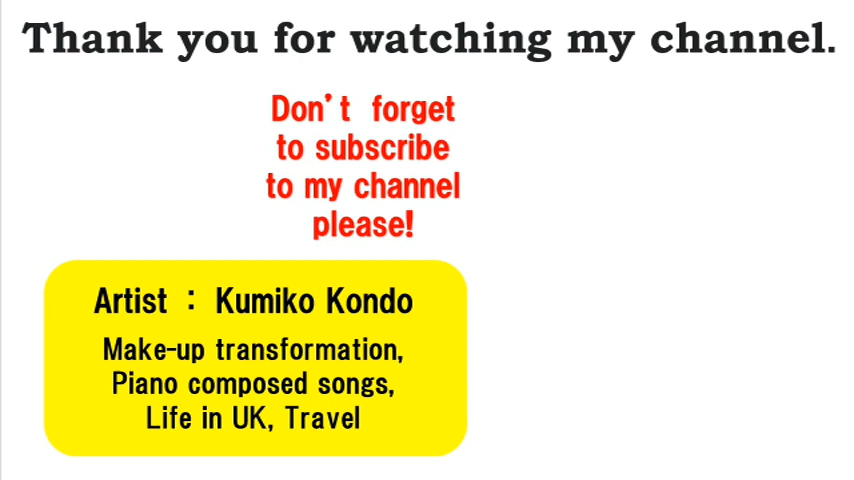 Thank you for watching my channel.
Don't forget
to subscribe
to my channel
please!
Artist : Kumiko Kondo
Make-up transformation,
Piano composed songs,
Life in UK, Travel